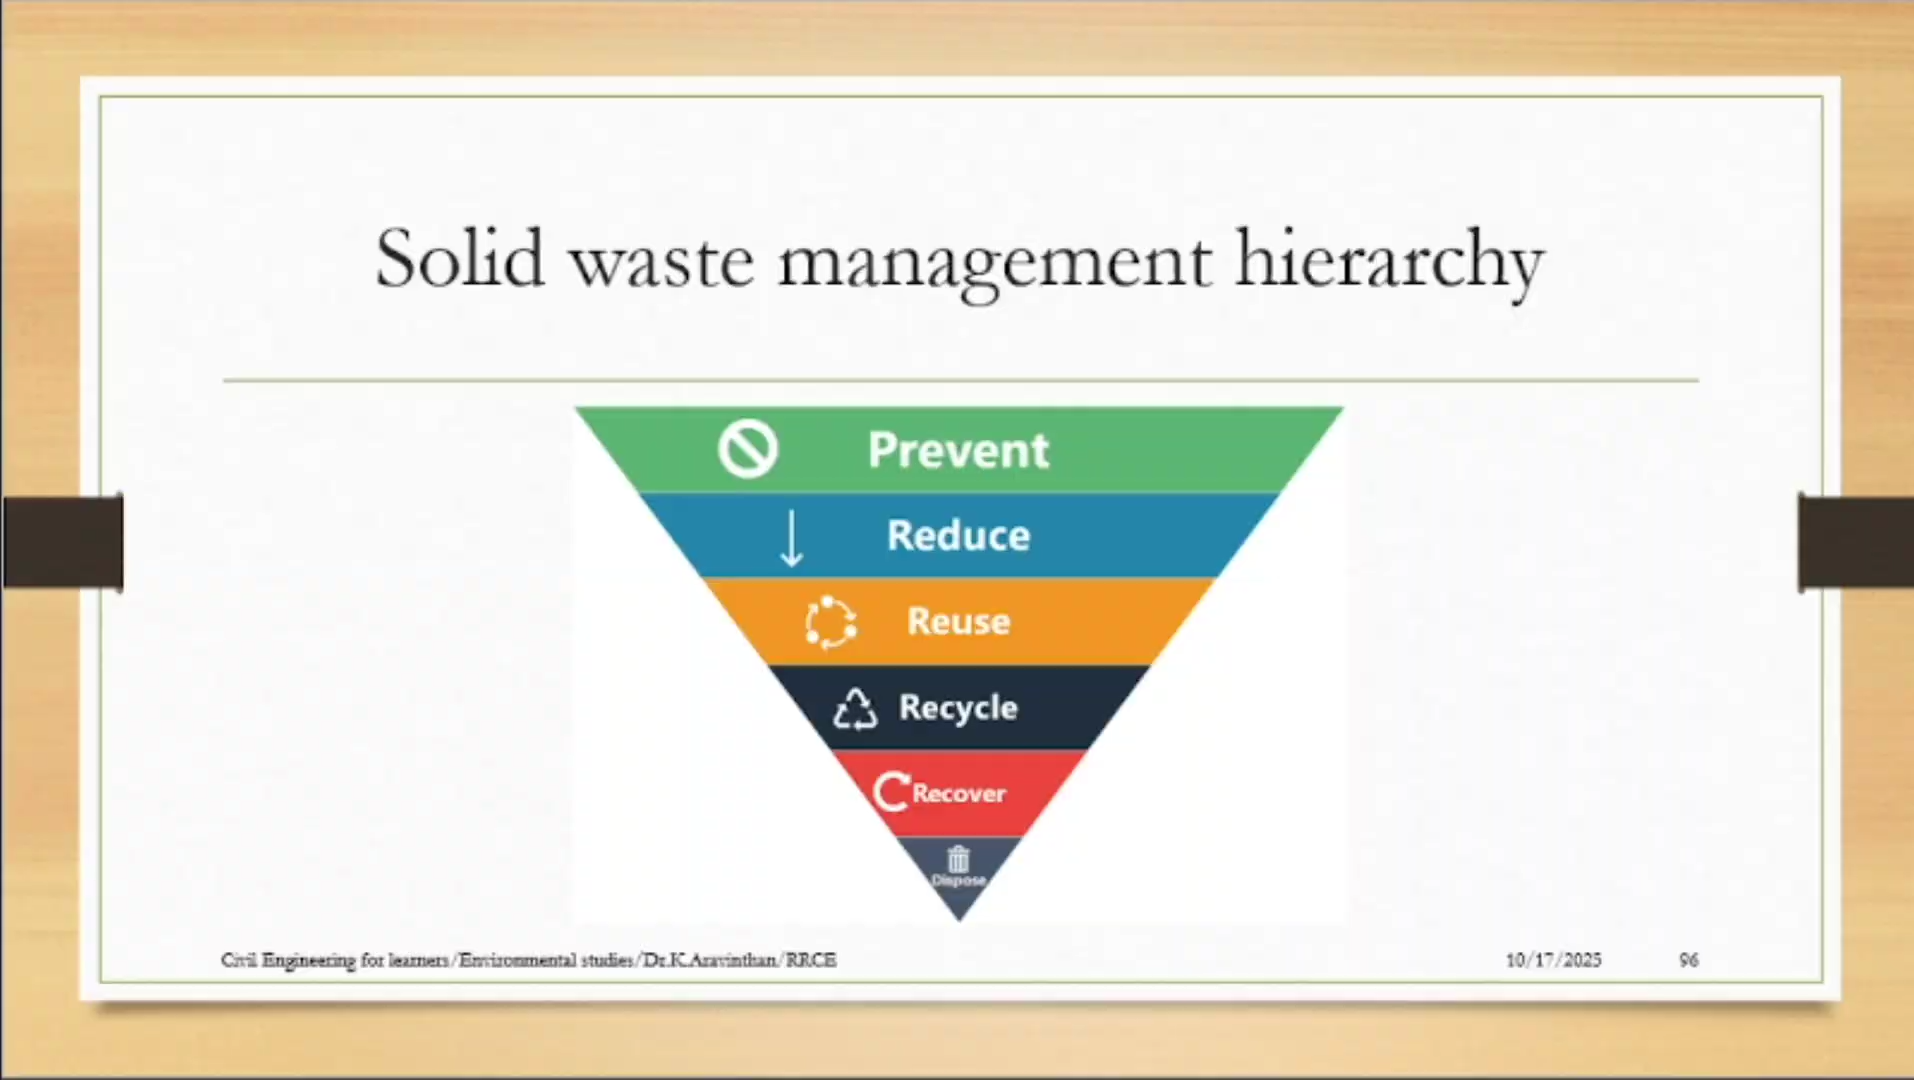 Solid waste management hierarchy
Prevent
Reduce
Reuse
Recycle
Recover
Dispose
Civil Engineering for learners/Environmental studies/Dr.K.Aravinthan/RRCE
10/17/2025
96